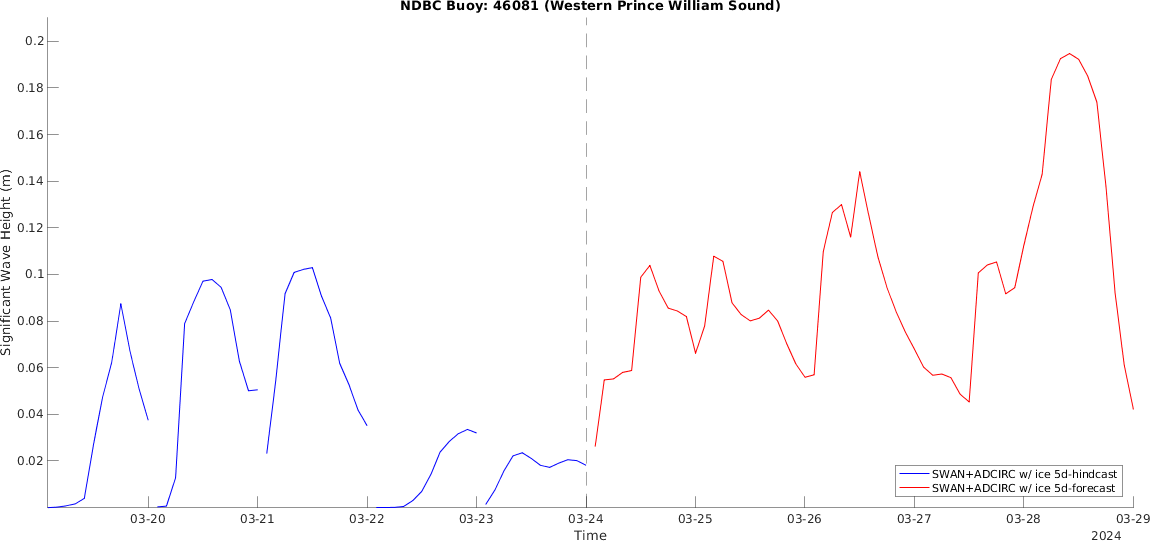 NDBC Buoy: 46081 (Western Prince William Sound)
0.2
0.18
0.16
0.14
0.12
0.1
0.08
0.06
0.04
0.02
Significant Wave Height (m)
SWAN+ADCIRC w/ ice 5d-hindcast
SWAN+ADCIRC w/ ice 5d-forecast
03-20 03-21 03-22 03-23 03-24 03-25 03-26 03-27 03-28 03-29
Time
2024